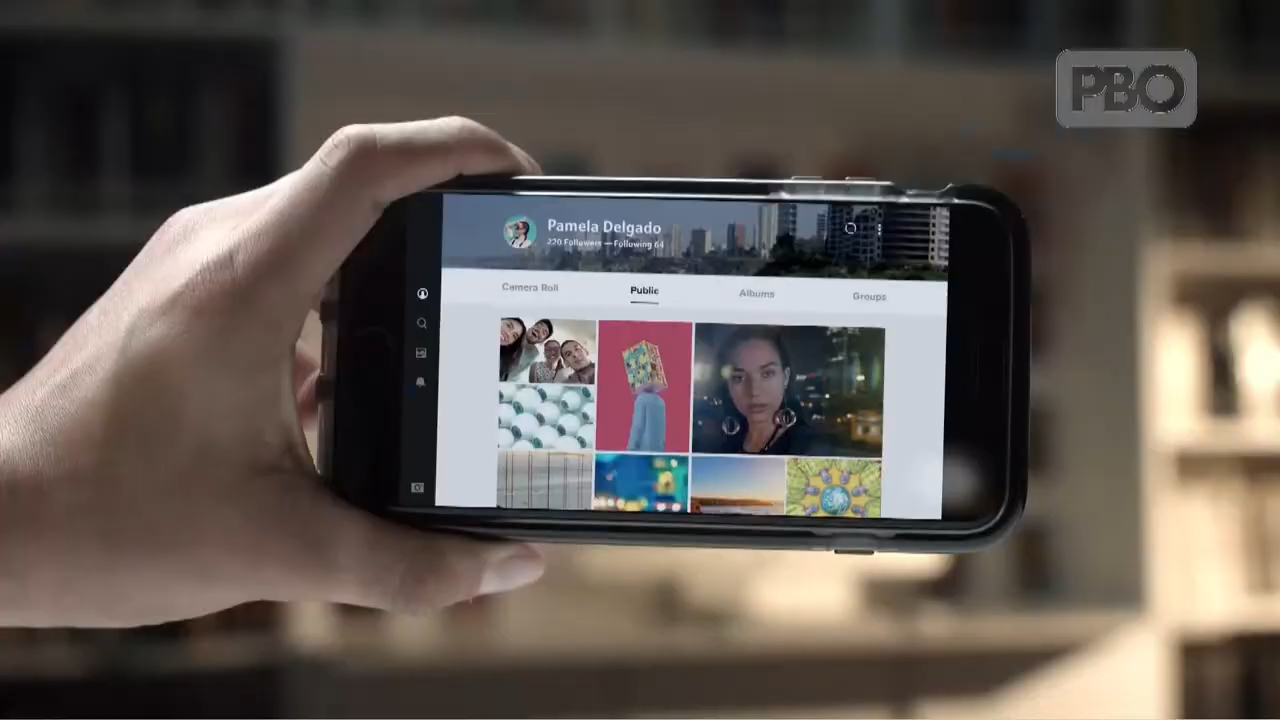 PBO
Pamela Delgado
220 Followers — Following 64
Camera Roll
Public
Albums
Groups